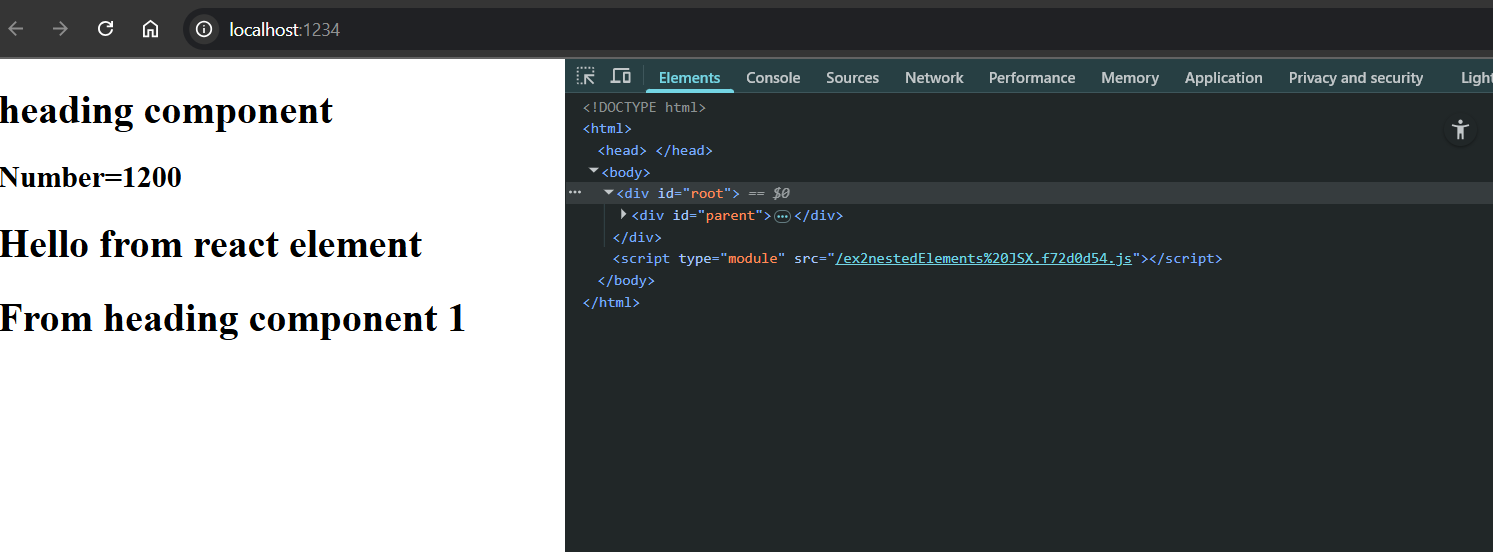 localhost:1234
heading component
Number=1200
Hello from react element
From heading component 1
Elements Console Sources Network Performance Memory Application Privacy and security Light
<!DOCTYPE html>
<html>
<head> </head>
<body>
<div id="root"> == $0
<div id="parent"> </div>
</div>
<script type="module" src="/ex2nestedElements%20JSX.f72d0d54.js"></script>
</body>
</html>